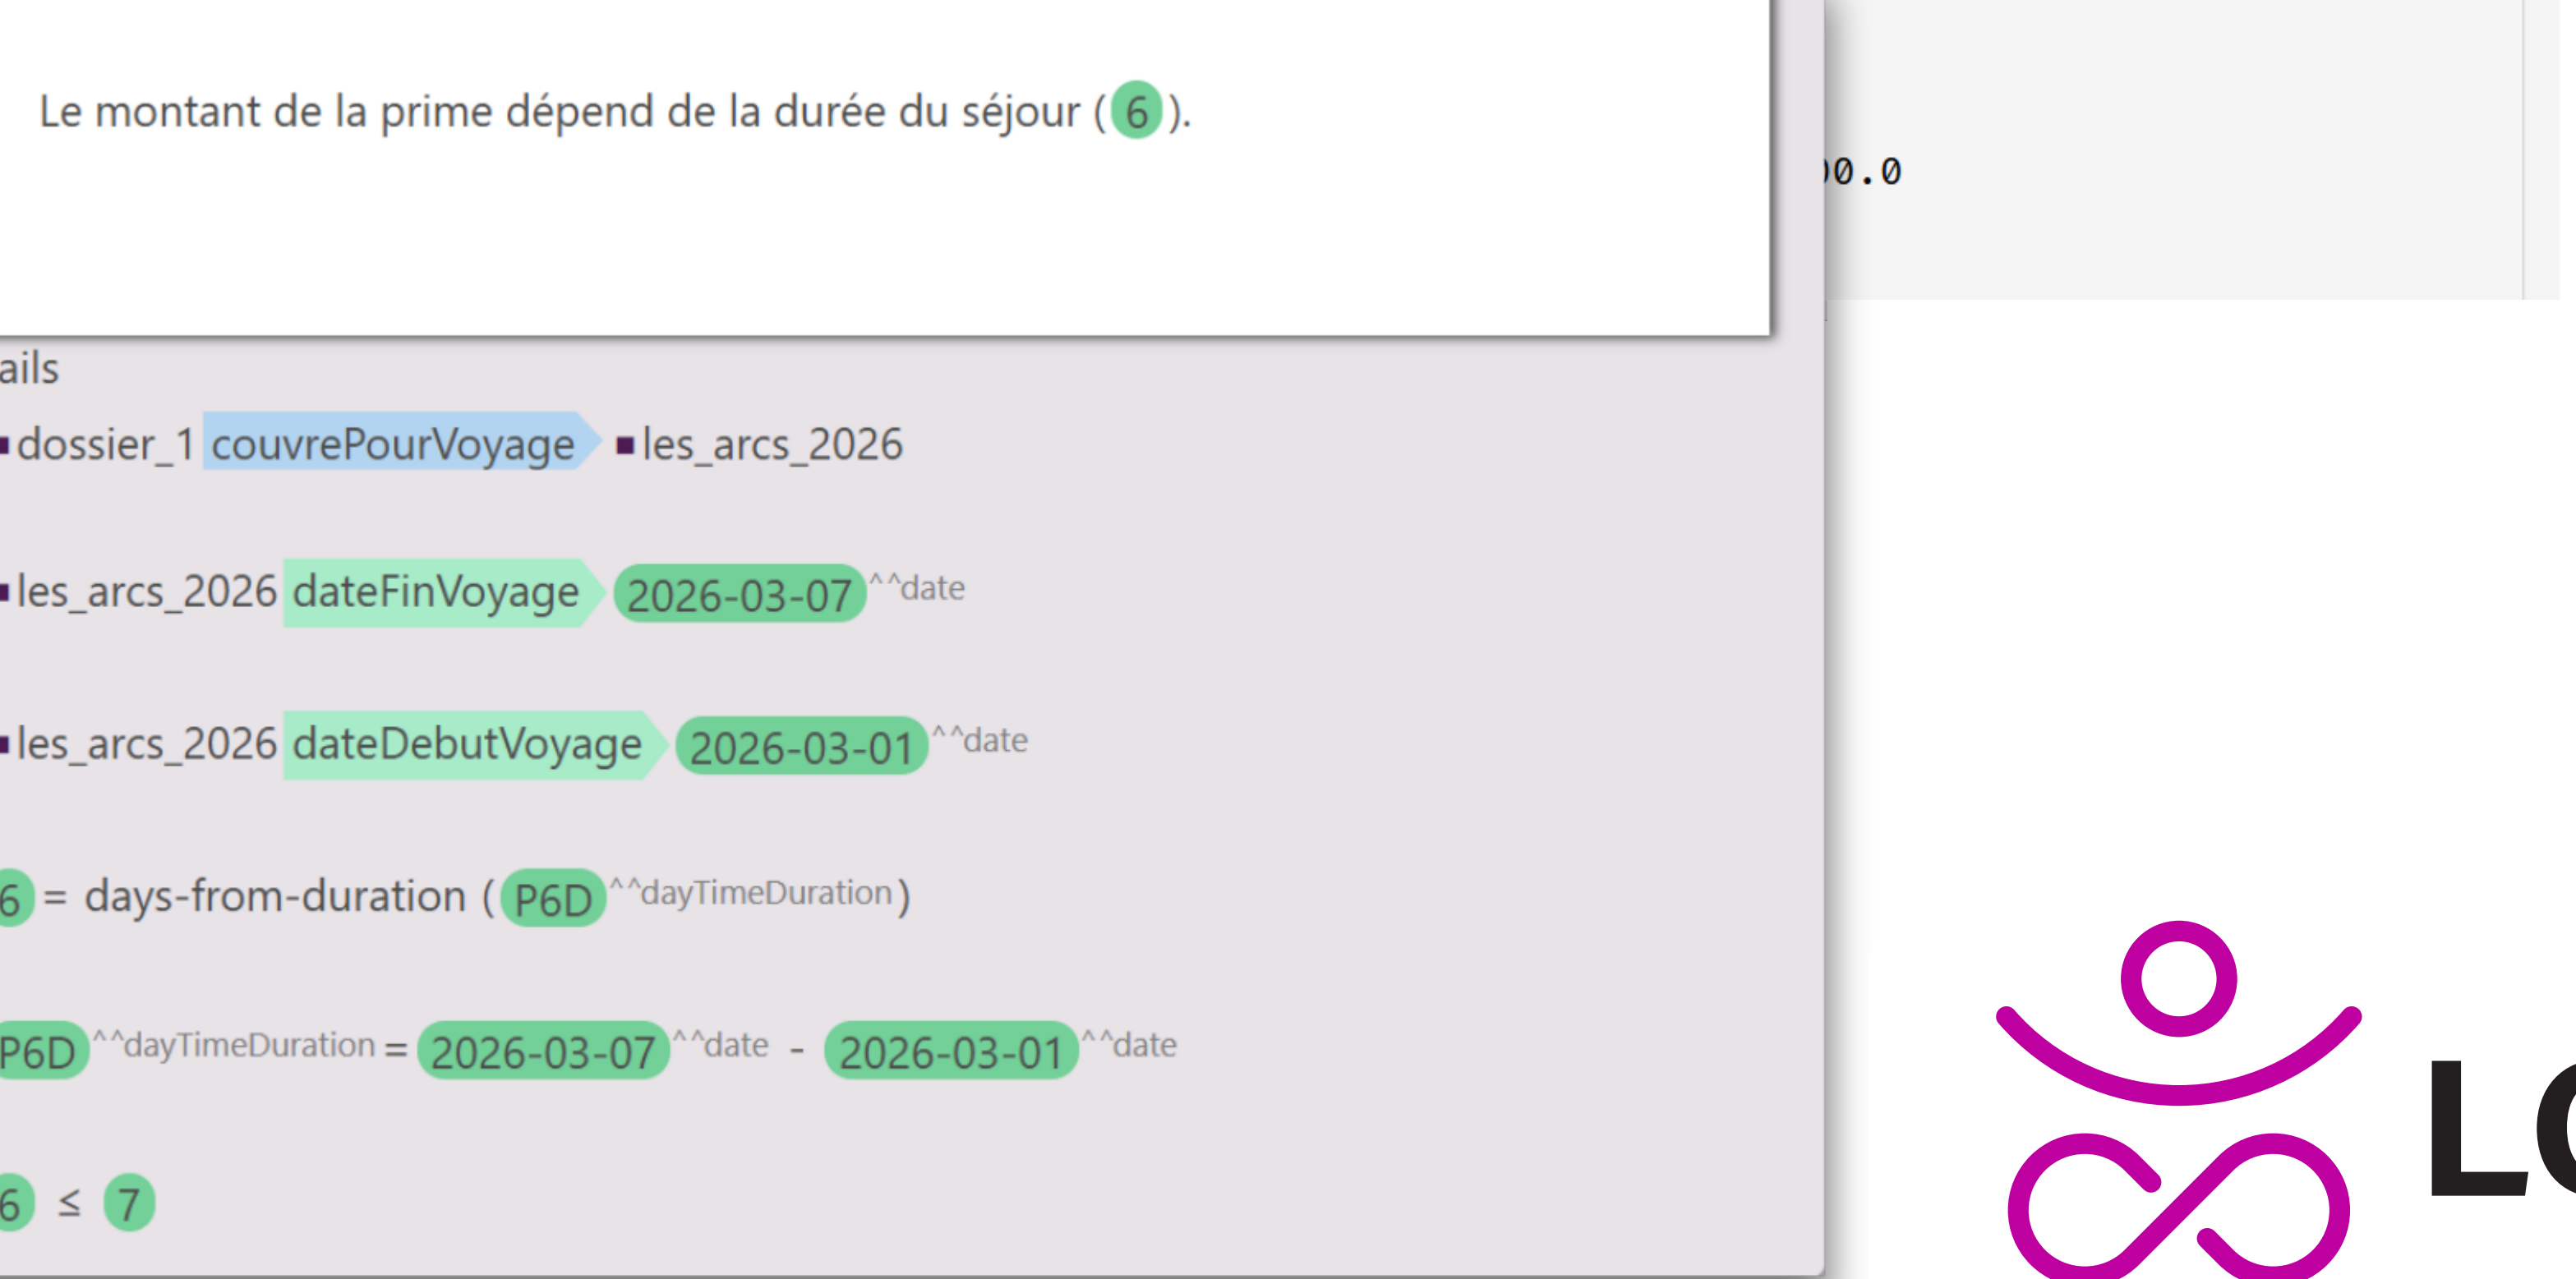 Le montant de la prime dépend de la durée du séjour (6).
00.0
ails
dossier_1 couvrePourVoyage les_arcs_2026
les_arcs_2026 dateFinVoyage 2026-03-07^^date
les_arcs_2026 dateDebutVoyage 2026-03-01^^date
6 = days-from-duration (P6D^^dayTimeDuration)
P6D^^dayTimeDuration = 2026-03-07^^date - 2026-03-01^^date
6 ≤ 7
L